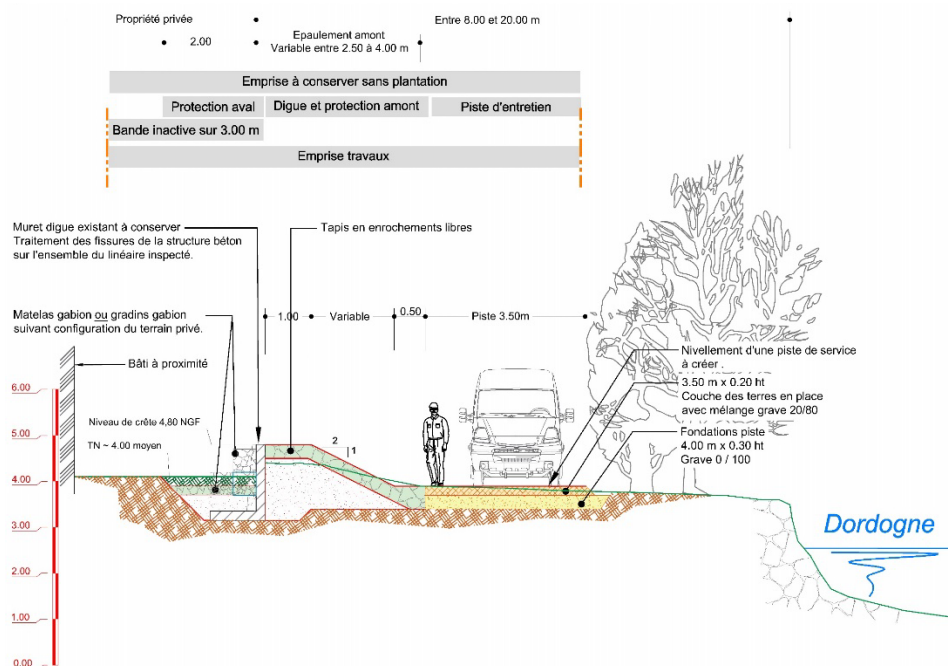 Propriété privée
Entre 8.00 et 20.00 m
2.00
Epaulement amont
Variable entre 2.50 à 4.00 m
Emprise à conserver sans plantation
Protection aval
Digue et protection amont
Piste d'entretien
Bande inactive sur 3.00 m
Emprise travaux
Muret digue existant à conserver
Traitement des fissures de la structure béton
sur l'ensemble du linéaire inspecté.
Tapis en enrochements libres
Matelas gabion ou gradins gabion
suivant configuration du terrain privé.
1.00
Variable
0.50
Piste 3.50m
Bâti à proximité
Nivellement d'une piste de service
à créer .
3.50 m x 0.20 ht
Couche des terres en place
avec mélange grave 20/80
Fondations piste
4.00 m x 0.30 ht
Grave 0 / 100
Niveau de crête 4,80 NGF
TN ~ 4.00 moyen
2
1
6.00
5.00
4.00
3.00
2.00
1.00
0.00
Dordogne